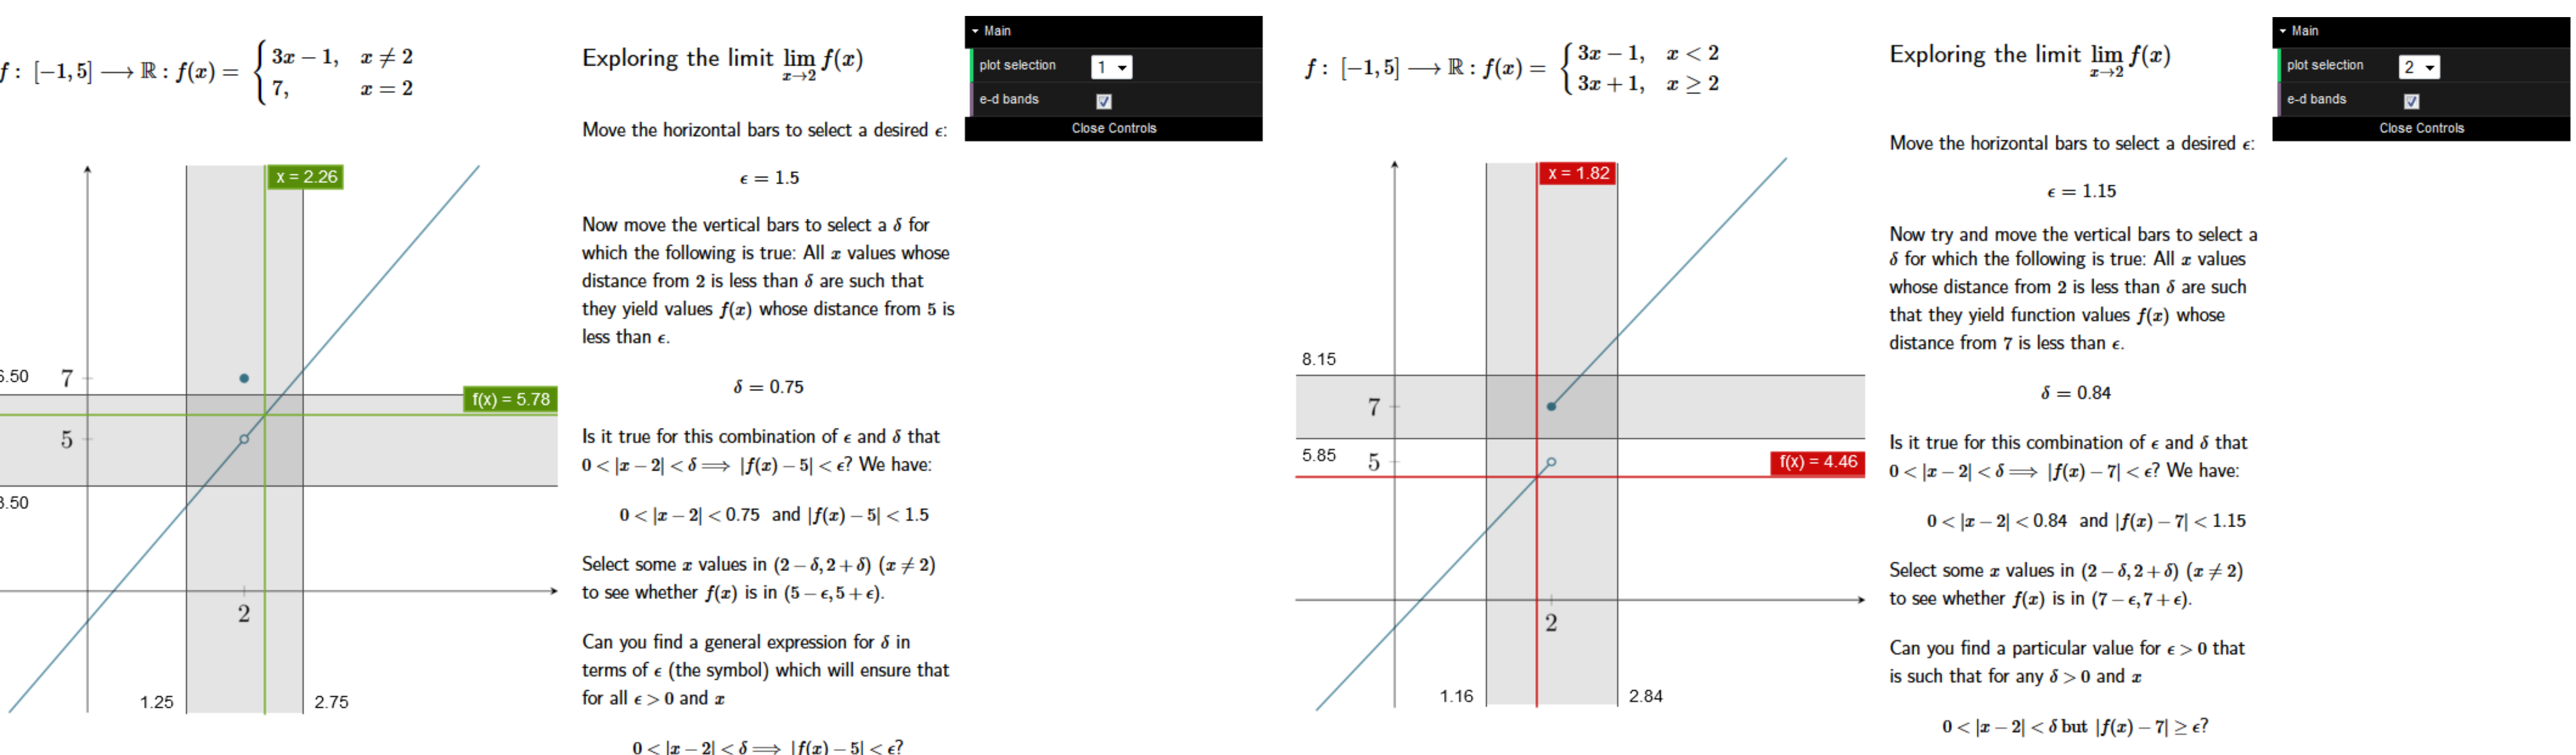 f : [−1, 5] ⟶ ℝ : f(x) = { 3x − 1, x ≠ 2
7, x = 2
x = 2.26
6.50
7
f(x) = 5.78
5
3.50
2
1.25
2.75
Exploring the limit lim x→2 f(x)
Move the horizontal bars to select a desired ϵ:
ϵ = 1.5
Now move the vertical bars to select a δ for
which the following is true: All x values whose
distance from 2 is less than δ are such that
they yield values f(x) whose distance from 5 is
less than ϵ.
δ = 0.75
Is it true for this combination of ϵ and δ that
0 < |x − 2| < δ ⟹ |f(x) − 5| < ϵ? We have:
0 < |x − 2| < 0.75 and |f(x) − 5| < 1.5
Select some x values in (2 − δ, 2 + δ) (x ≠ 2)
to see whether f(x) is in (5 − ϵ, 5 + ϵ).
Can you find a general expression for δ in
terms of ϵ (the symbol) which will ensure that
for all ϵ > 0 and x
0 < |x − 2| < δ ⟹ |f(x) − 5| < ϵ?
Main
plot selection 1
e-d bands
Close Controls
f : [−1, 5] ⟶ ℝ : f(x) = { 3x − 1, x < 2
3x + 1, x ≥ 2
x = 1.82
8.15
7
5.85
5
f(x) = 4.46
2
1.16
2.84
Exploring the limit lim x→2 f(x)
Move the horizontal bars to select a desired ϵ:
ϵ = 1.15
Now try and move the vertical bars to select a
δ for which the following is true: All x values
whose distance from 2 is less than δ are such
that they yield function values f(x) whose
distance from 7 is less than ϵ.
δ = 0.84
Is it true for this combination of ϵ and δ that
0 < |x − 2| < δ ⟹ |f(x) − 7| < ϵ? We have:
0 < |x − 2| < 0.84 and |f(x) − 7| < 1.15
Select some x values in (2 − δ, 2 + δ) (x ≠ 2)
to see whether f(x) is in (7 − ϵ, 7 + ϵ).
Can you find a particular value for ϵ > 0 that
is such that for any δ > 0 and x
0 < |x − 2| < δ but |f(x) − 7| ≥ ϵ?
Main
plot selection 2
e-d bands
Close Controls